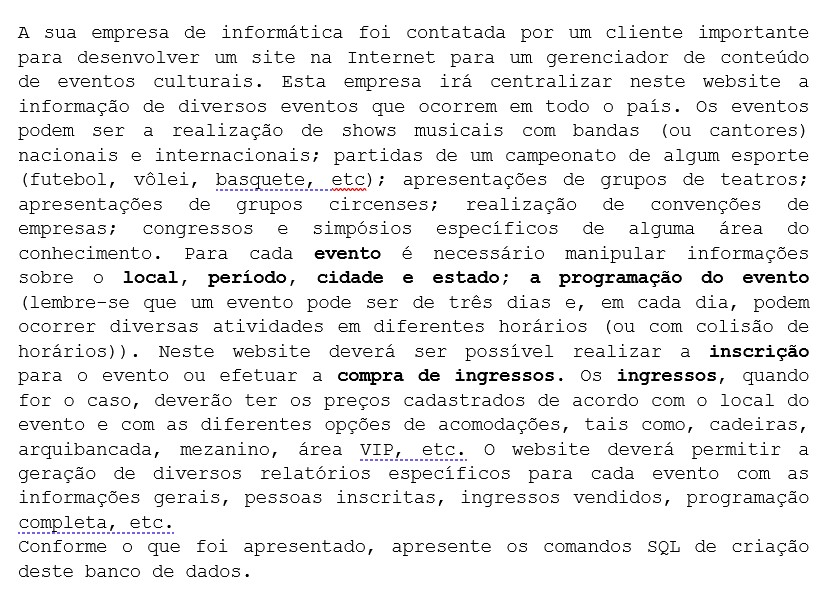 A sua empresa de informática foi contatada por um cliente importante
para desenvolver um site na Internet para um gerenciador de conteúdo
de eventos culturais. Esta empresa irá centralizar neste website a
informação de diversos eventos que ocorrem em todo o país. Os eventos
podem ser a realização de shows musicais com bandas (ou cantores)
nacionais e internacionais; partidas de um campeonato de algum esporte
(futebol, vôlei, basquete, etc); apresentações de grupos de teatros;
apresentações de grupos circenses; realização de convenções de
empresas; congressos e simpósios específicos de alguma área do
conhecimento. Para cada evento é necessário manipular informações
sobre o local, período, cidade e estado; a programação do evento
(lembre-se que um evento pode ser de três dias e, em cada dia, podem
ocorrer diversas atividades em diferentes horários (ou com colisão de
horários)). Neste website deverá ser possível realizar a inscrição
para o evento ou efetuar a compra de ingressos. Os ingressos, quando
for o caso, deverão ter os preços cadastrados de acordo com o local do
evento e com as diferentes opções de acomodações, tais como, cadeiras,
arquibancada, mezanino, área VIP, etc. O website deverá permitir a
geração de diversos relatórios específicos para cada evento com as
informações gerais, pessoas inscritas, ingressos vendidos, programação
completa, etc.
Conforme o que foi apresentado, apresente os comandos SQL de criação
deste banco de dados.